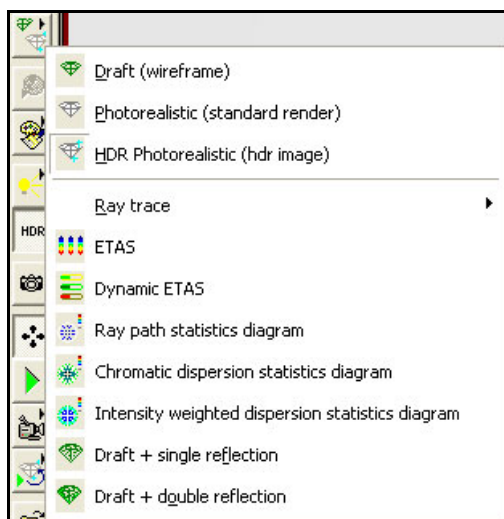 Draft (wireframe)
Photorealistic (standard render)
HDR Photorealistic (hdr image)
Ray trace
HDR
ETAS
Dynamic ETAS
Ray path statistics diagram
Chromatic dispersion statistics diagram
Intensity weighted dispersion statistics diagram
Draft + single reflection
Draft + double reflection